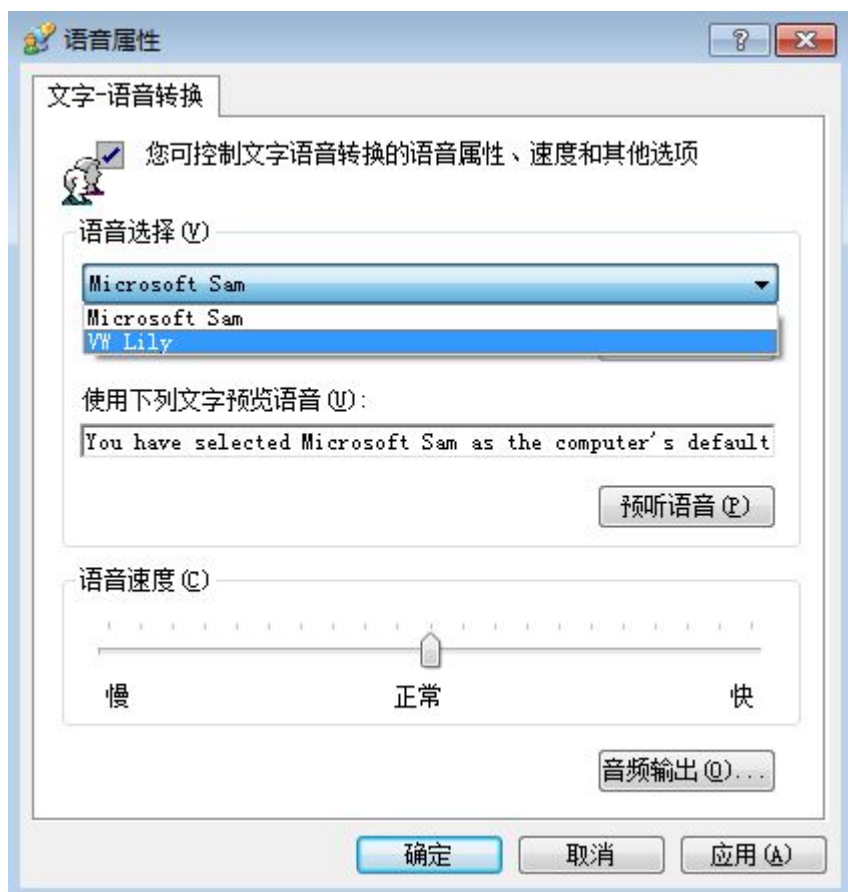 语音属性
文字-语音转换
您可控制文字语音转换的语音属性、速度和其他选项
语音选择(V)
Microsoft Sam
Microsoft Sam
VW Lily
使用下列文字预览语音(U):
You have selected Microsoft Sam as the computer's default
预听语音(P)
语音速度(C)
慢 正常 快
音频输出(O)...
确定 取消 应用(A)